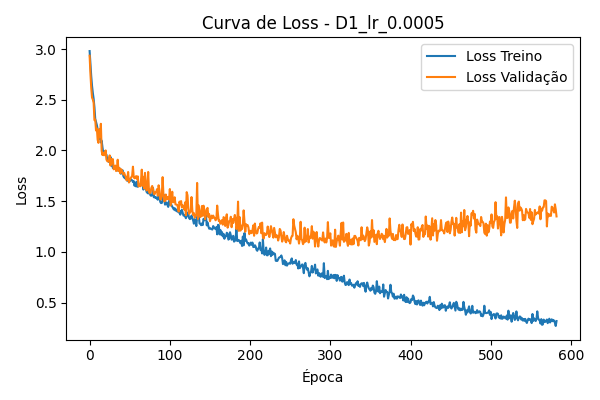 Curva de Loss - D1_lr_0.0005
Loss Treino
Loss Validação
3.0
2.5
2.0
1.5
1.0
0.5
Loss
0 100 200 300 400 500 600
Época